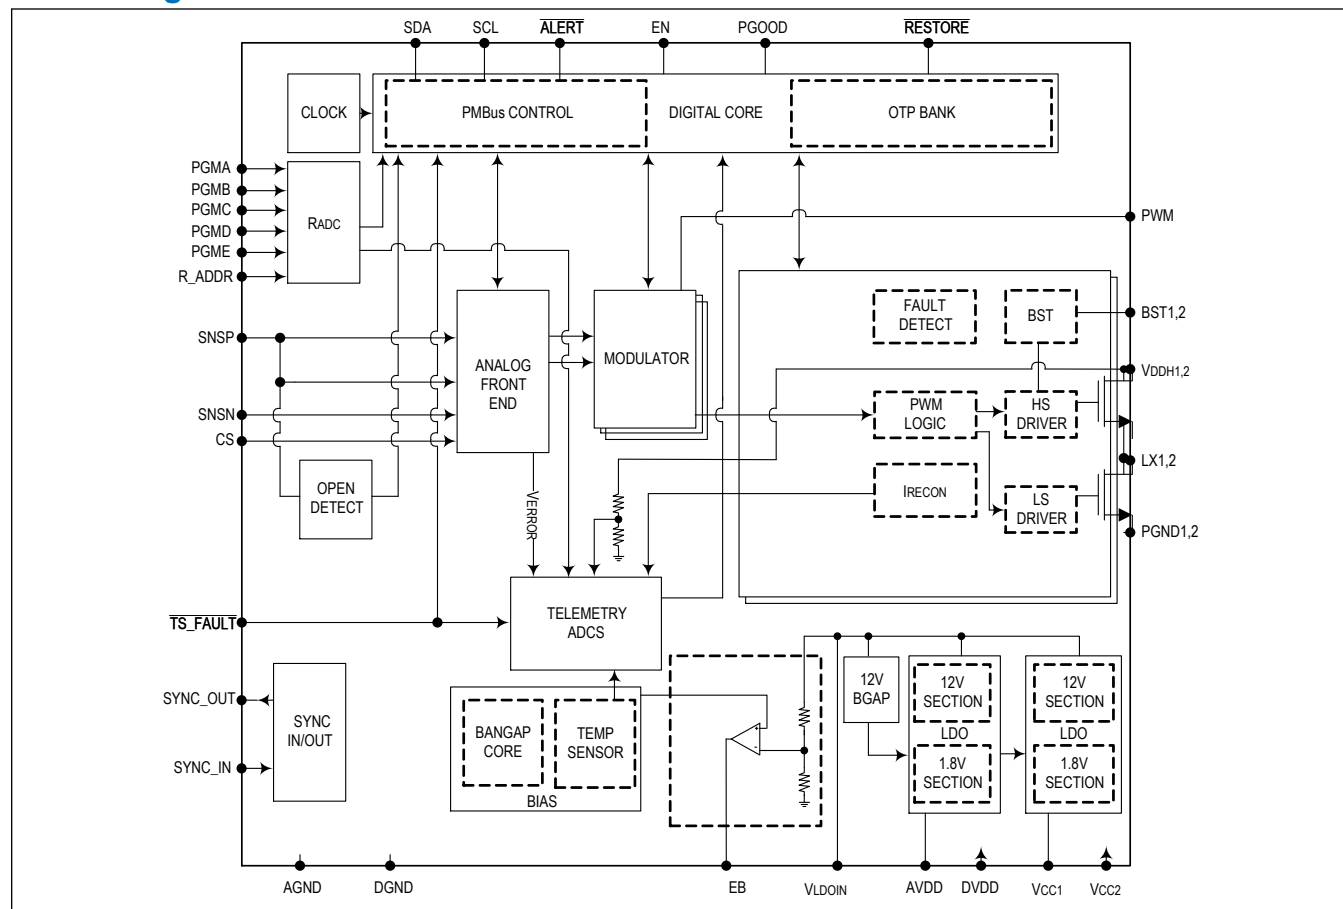 SDA
SCL
ALERT
EN
PGOOD
RESTORE
CLOCK
PMBus CONTROL
DIGITAL CORE
OTP BANK
PGMA
PGMB
PGMC
PGMD
PGME
R_ADDR
RADC
PWM
SNSP
SNSN
CS
ANALOG
FRONT
END
MODULATOR
FAULT
DETECT
BST
BST1,2
VDDH1,2
PWM
LOGIC
HS
DRIVER
LX1,2
OPEN
DETECT
VERROR
IRECON
LS
DRIVER
PGND1,2
TS_FAULT
TELEMETRY
ADCS
SYNC_OUT
SYNC_IN
SYNC
IN/OUT
BANGAP
CORE
TEMP
SENSOR
BIAS
+
-
12V
BGAP
12V
SECTION
LDO
1.8V
SECTION
12V
SECTION
LDO
1.8V
SECTION
AGND
DGND
EB
VLDOIN
AVDD
DVDD
VCC1
VCC2